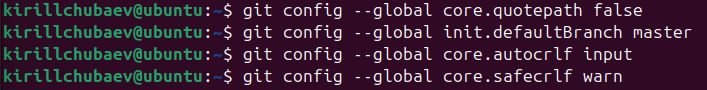 kirillchubaev@ubuntu:~$ git config --global core.quotepath false
kirillchubaev@ubuntu:~$ git config --global init.defaultBranch master
kirillchubaev@ubuntu:~$ git config --global core.autocrlf input
kirillchubaev@ubuntu:~$ git config --global core.safecrlf warn